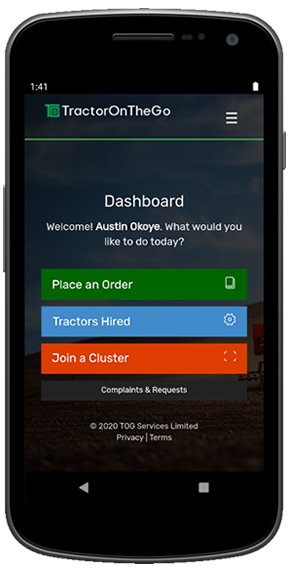 1:41
TractorOnTheGo
Dashboard
Welcome! Austin Okoye. What would you
like to do today?
Place an Order
Tractors Hired
Join a Cluster
Complaints & Requests
© 2020 TOG Services Limited
Privacy | Terms